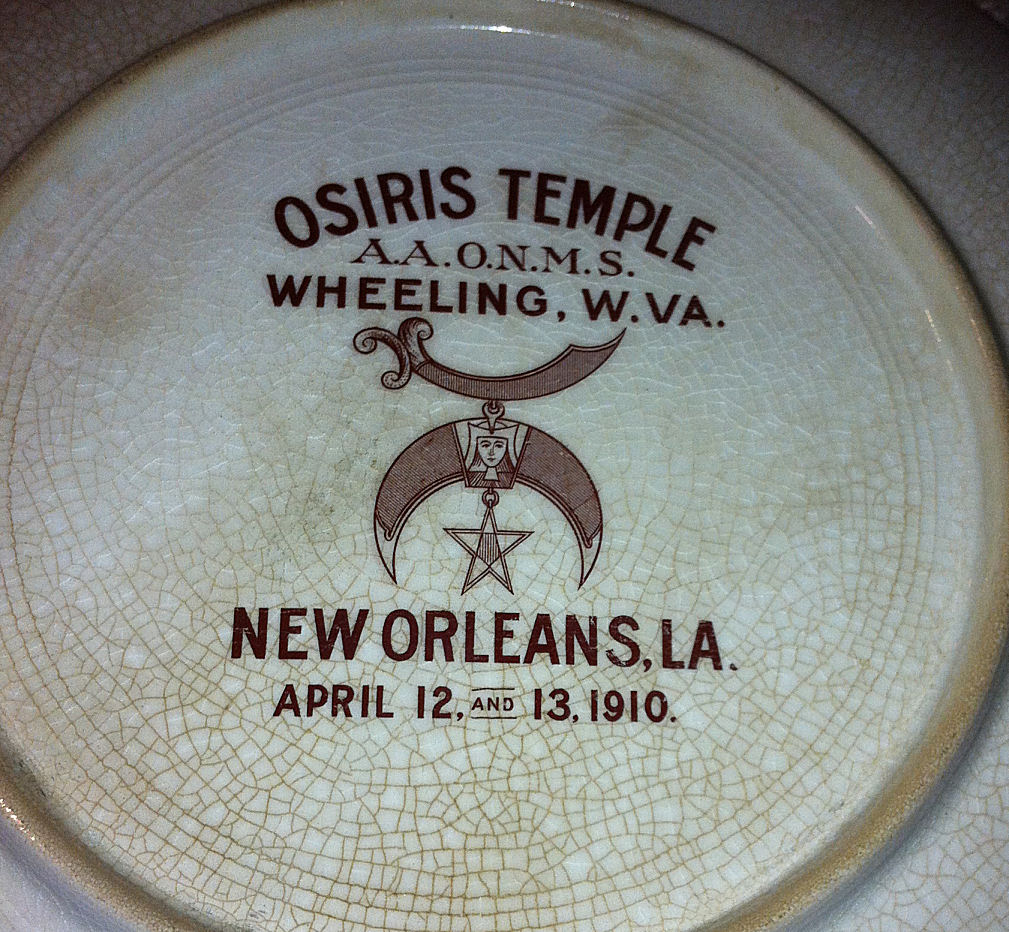 OSIRIS TEMPLE
A.A.O.N.M.S.
WHEELING, W.VA.
NEW ORLEANS, LA.
APRIL 12, AND 13, 1910.